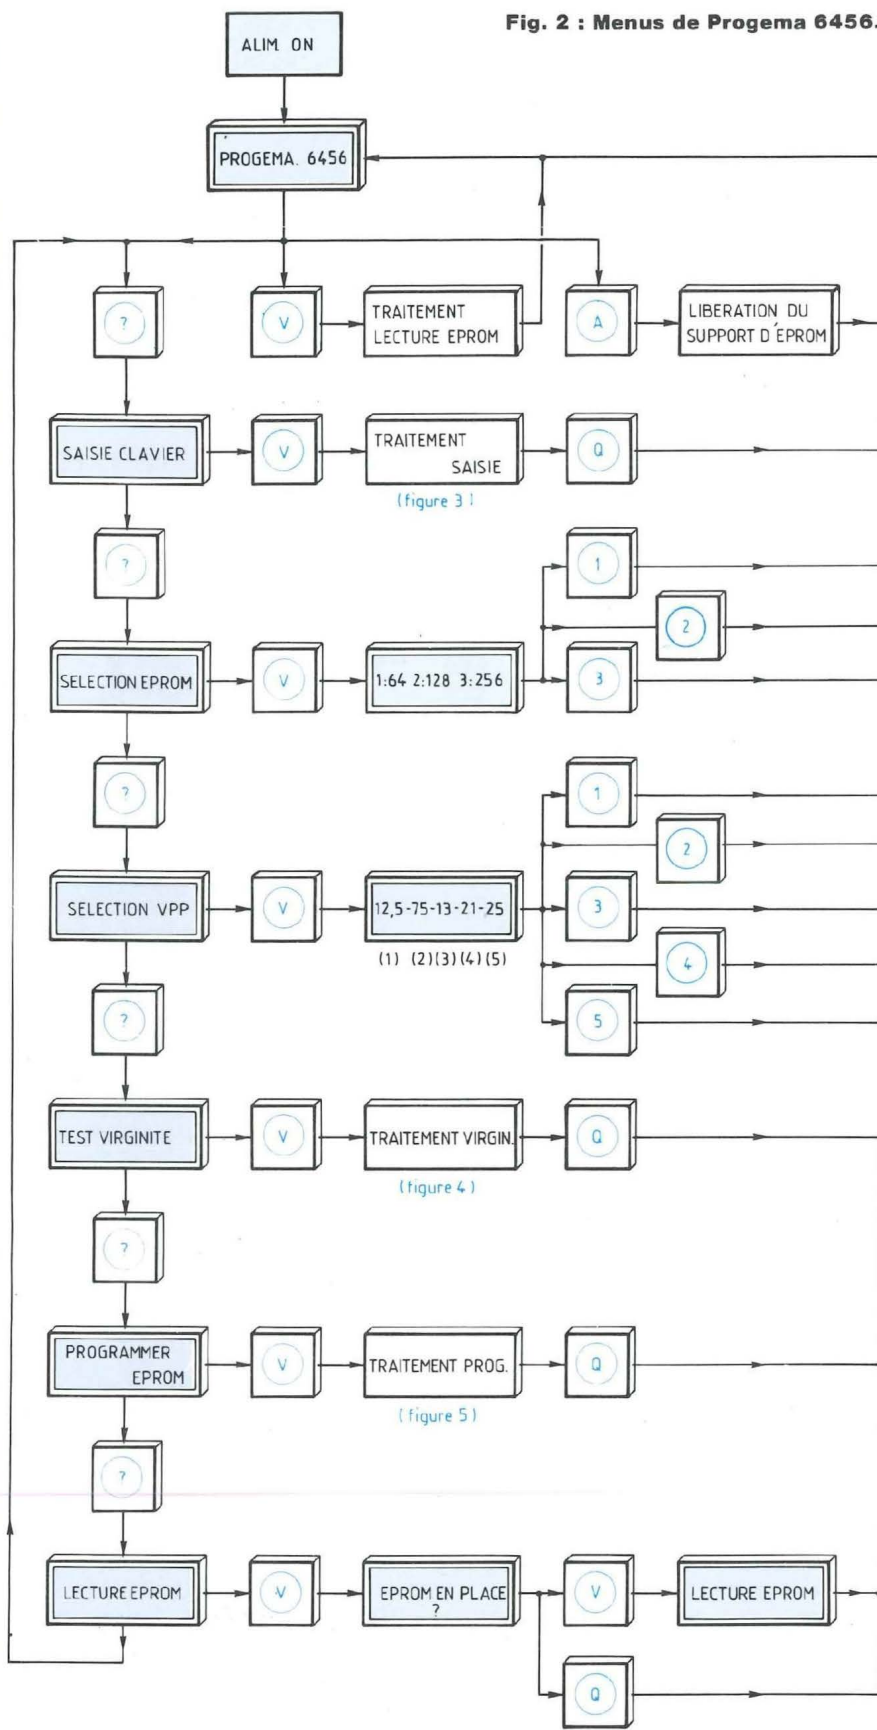 Fig. 2 : Menus de Progema 6456.
ALIM. ON
PROGEMA. 6456
?
V
TRAITEMENT
LECTURE EPROM
A
LIBERATION DU
SUPPORT D'EPROM
SAISIE CLAVIER
V
TRAITEMENT
SAISIE
Q
(figure 3)
?
1
2
SELECTION EPROM
V
1:64 2:128 3:256
3
?
1
2
SELECTION VPP
V
12,5-75-13-21-25
3
(1) (2)(3)(4)(5)
4
?
5
TEST VIRGINITE
V
TRAITEMENT VIRGIN.
Q
(figure 4)
?
PROGRAMMER
EPROM
V
TRAITEMENT PROG.
Q
(figure 5)
?
LECTURE EPROM
V
EPROM EN PLACE
?
V
LECTURE EPROM
Q